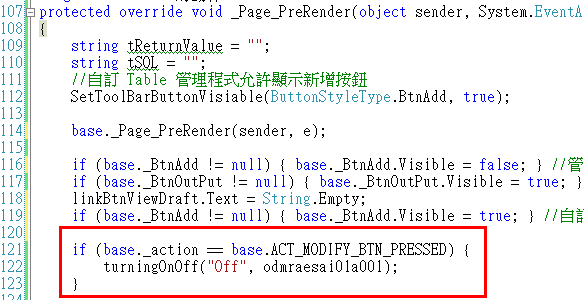 107 protected override void _Page_PreRender(object sender, System.EventA
108 {
109 string tReturnValue = "";
110 string tSQL = "";
111 //自訂 Table 管理程式允許顯示新增按鈕
112 SetToolBarButtonVisiable(ButtonStyleType.BtnAdd, true);
113
114 base._Page_PreRender(sender, e);
115
116 if (base._BtnAdd != null) { base._BtnAdd.Visible = false; } //管
117 if (base._BtnOutPut != null) { base._BtnOutPut.Visible = true; }
118 linkBtnViewDraft.Text = String.Empty;
119 if (base._BtnAdd != null) { base._BtnAdd.Visible = true; } //自訂
120
121 if (base._action == base.ACT_MODIFY_BTN_PRESSED) {
122 turningOnOff("Off", odmraesai01a001);
123 }